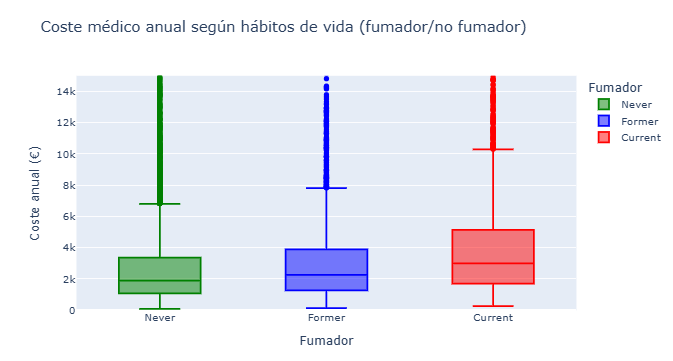 Coste médico anual según hábitos de vida (fumador/no fumador)
Fumador
Never
Former
Current
Coste anual (€)
14k
12k
10k
8k
6k
4k
2k
0
Never
Former
Current
Fumador